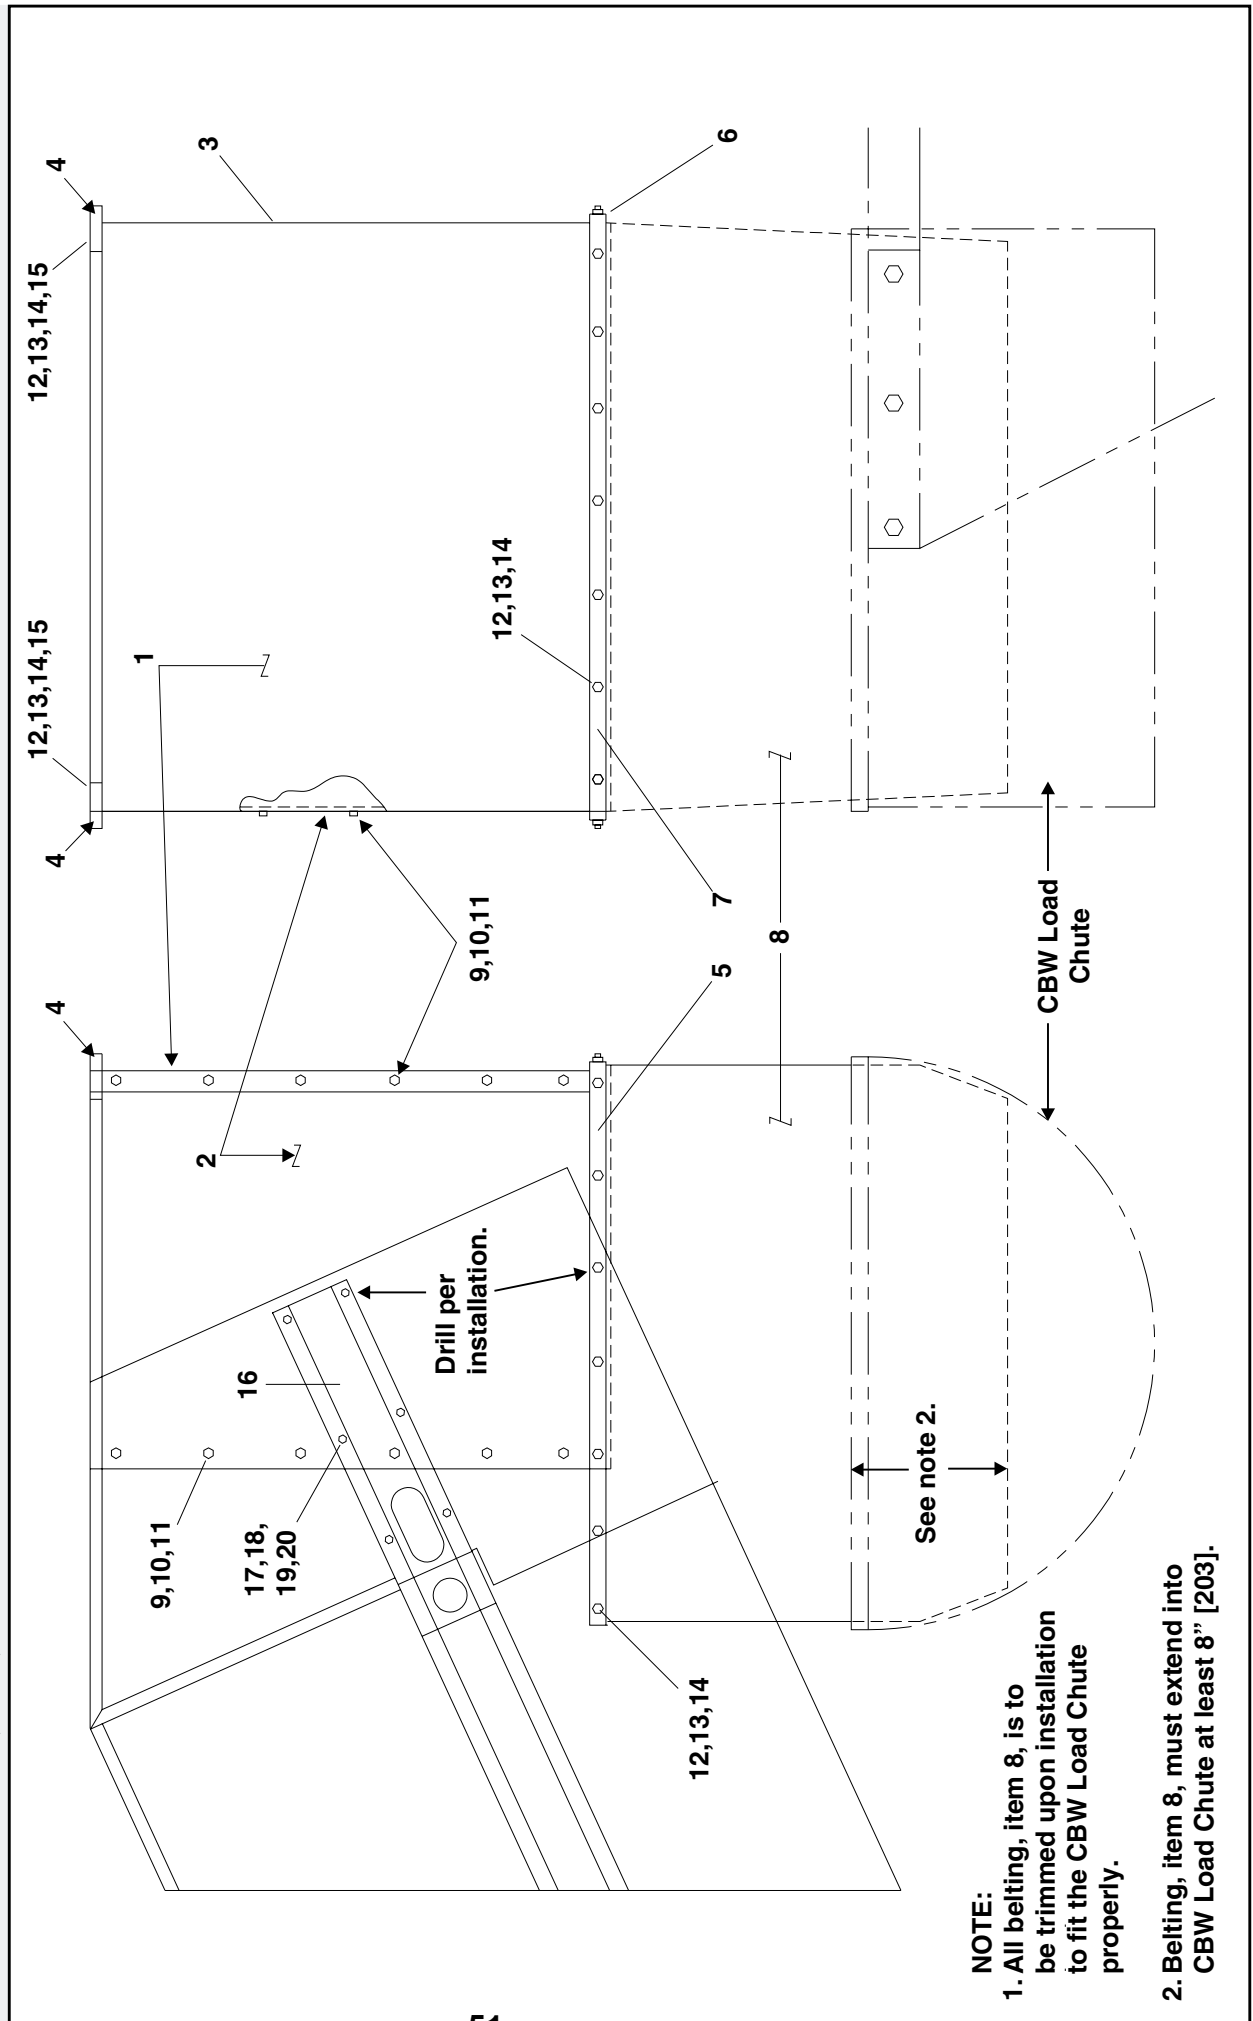 12,13,14,15
12,13,14,15
4
4
4
1
9,10,11
2
3
16
17,18,
19,20
Drill per
installation.
9,10,11
12,13,14
12,13,14
5
7
6
8
See note 2.
CBW Load
Chute
NOTE:
1. All belting, item 8, is to
be trimmed upon installation
to fit the CBW Load Chute
properly.
2. Belting, item 8, must extend into
CBW Load Chute at least 8” [203].
51